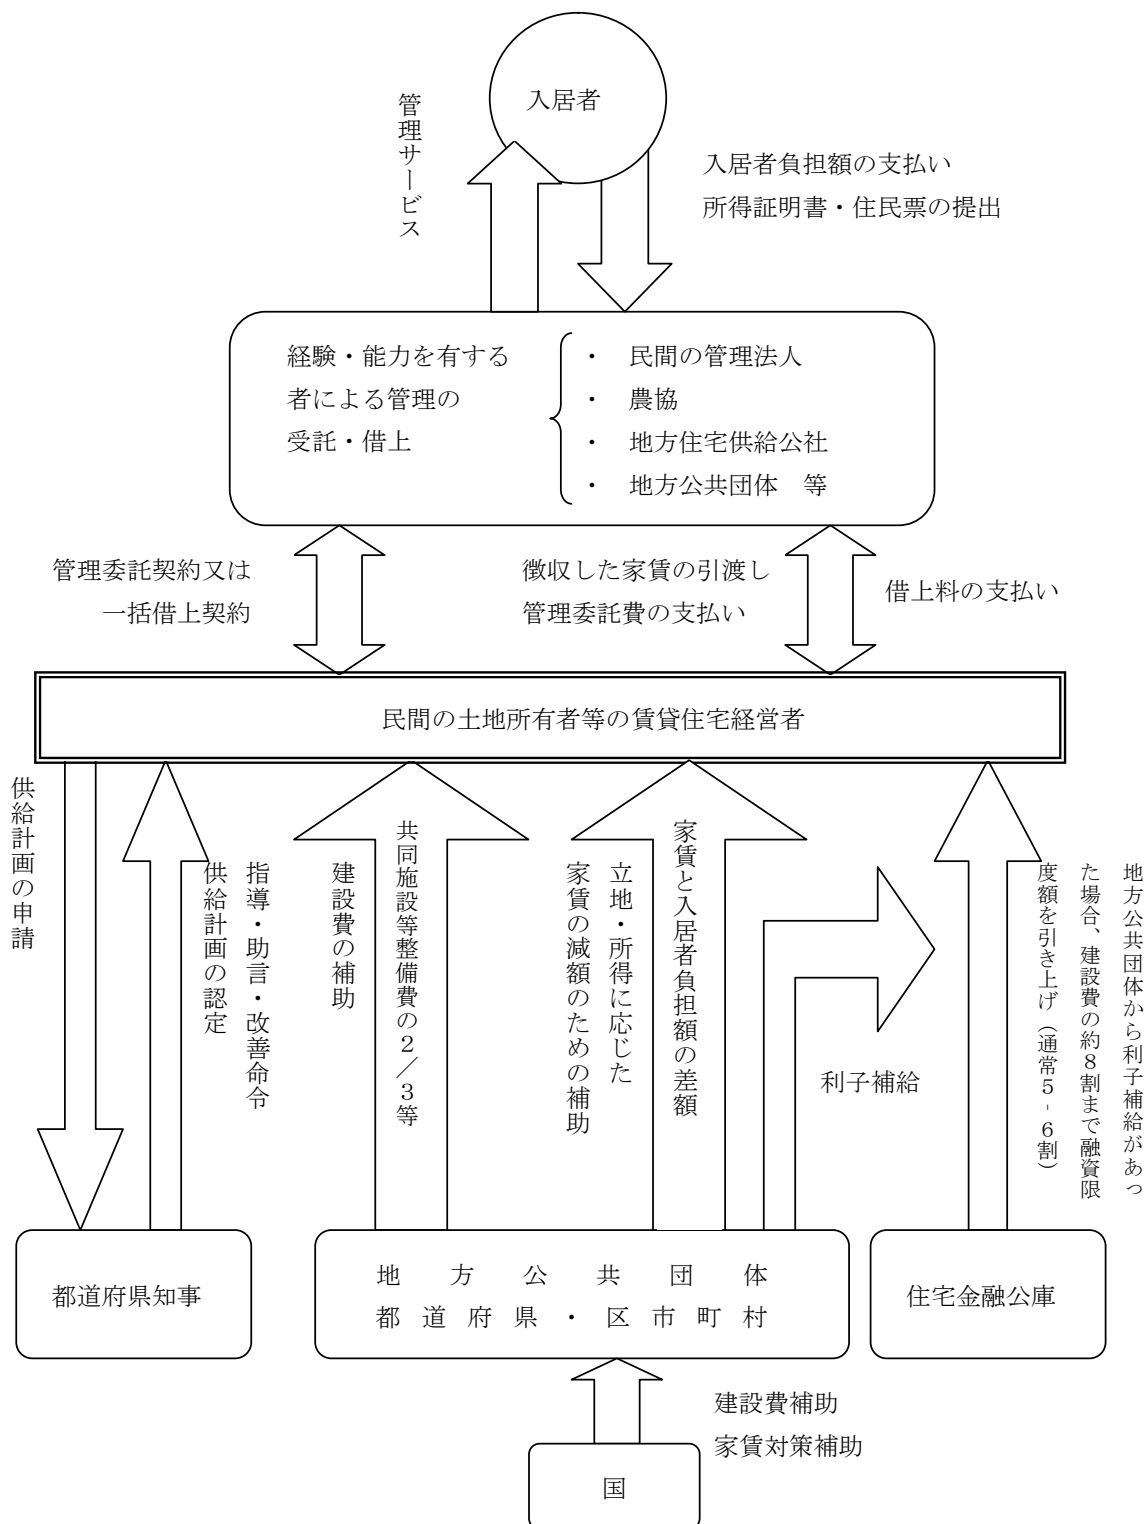 入居者
管理サービス
入居者負担額の支払い
所得証明書・住民票の提出
経験・能力を有する
者による管理の
受託・借上
・ 民間の管理法人
・ 農協
・ 地方住宅供給公社
・ 地方公共団体 等
管理委託契約又は
一括借上契約
徴収した家賃の引渡し
管理委託費の支払い
借上料の支払い
民間の土地所有者等の賃貸住宅経営者
供給計画の申請
指導・助言・改善命令
供給計画の認定
共同施設等整備費の2/3等
建設費の補助
家賃と入居者負担額の差額
立地・所得に応じた
家賃の減額のための補助
利子補給
地方公共団体から利子補給があっ
た場合、建設費の約8割まで融資限
度額を引き上げ(通常5-6割)
都道府県知事
地方公共団体
都道府県・区市町村
住宅金融公庫
建設費補助
家賃対策補助
国